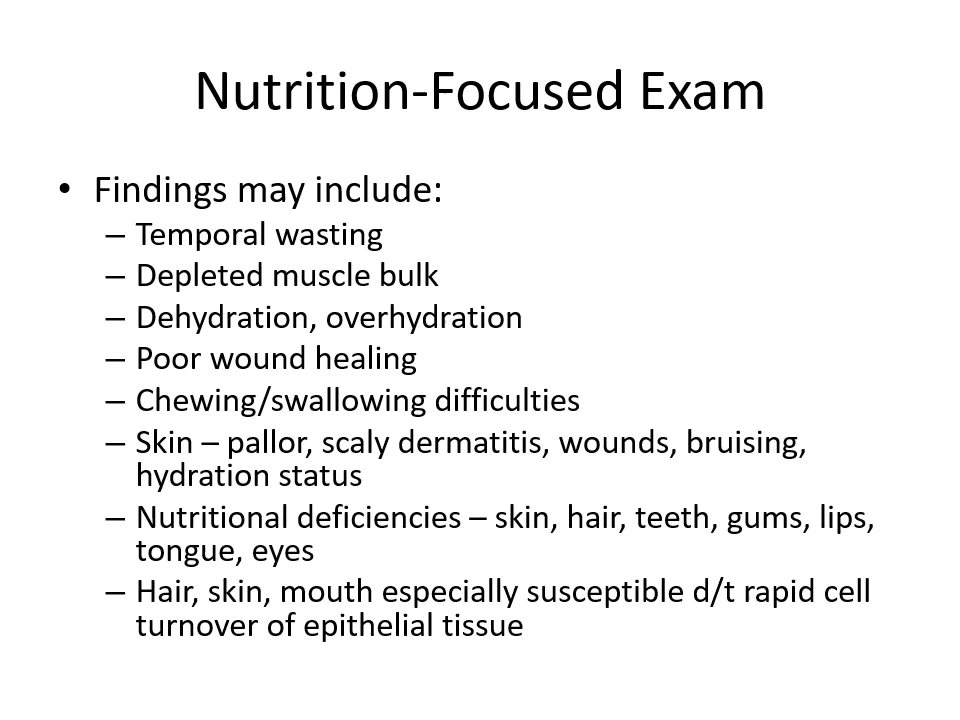 Nutrition-Focused Exam
• Findings may include:
– Temporal wasting
– Depleted muscle bulk
– Dehydration, overhydration
– Poor wound healing
– Chewing/swallowing difficulties
– Skin – pallor, scaly dermatitis, wounds, bruising,
hydration status
– Nutritional deficiencies – skin, hair, teeth, gums, lips,
tongue, eyes
– Hair, skin, mouth especially susceptible d/t rapid cell
turnover of epithelial tissue